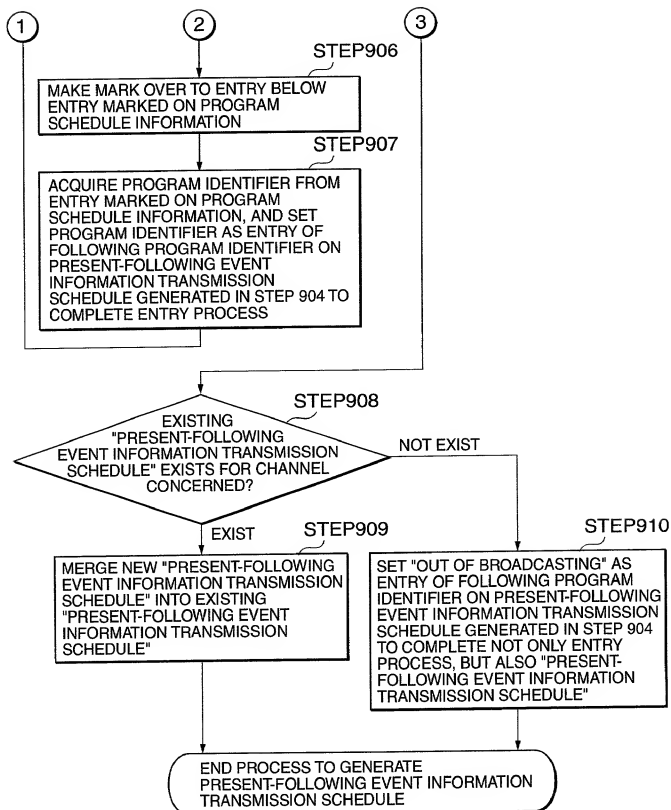 1
2
3
STEP906
MAKE MARK OVER TO ENTRY BELOW
ENTRY MARKED ON PROGRAM
SCHEDULE INFORMATION
STEP907
ACQUIRE PROGRAM IDENTIFIER FROM
ENTRY MARKED ON PROGRAM
SCHEDULE INFORMATION, AND SET
PROGRAM IDENTIFIER AS ENTRY OF
FOLLOWING PROGRAM IDENTIFIER ON
PRESENT-FOLLOWING EVENT
INFORMATION TRANSMISSION
SCHEDULE GENERATED IN STEP 904 TO
COMPLETE ENTRY PROCESS
STEP908
EXISTING
"PRESENT-FOLLOWING
EVENT INFORMATION TRANSMISSION
SCHEDULE" EXISTS FOR CHANNEL
CONCERNED?
NOT EXIST
EXIST
STEP909
MERGE NEW "PRESENT-FOLLOWING
EVENT INFORMATION TRANSMISSION
SCHEDULE" INTO EXISTING
"PRESENT-FOLLOWING EVENT
INFORMATION TRANSMISSION
SCHEDULE"
STEP910
SET "OUT OF BROADCASTING" AS
ENTRY OF FOLLOWING PROGRAM
IDENTIFIER ON PRESENT-FOLLOWING
EVENT INFORMATION TRANSMISSION
SCHEDULE GENERATED IN STEP 904
TO COMPLETE NOT ONLY ENTRY
PROCESS, BUT ALSO "PRESENT-
FOLLOWING EVENT INFORMATION
TRANSMISSION SCHEDULE"
END PROCESS TO GENERATE
PRESENT-FOLLOWING EVENT INFORMATION
TRANSMISSION SCHEDULE